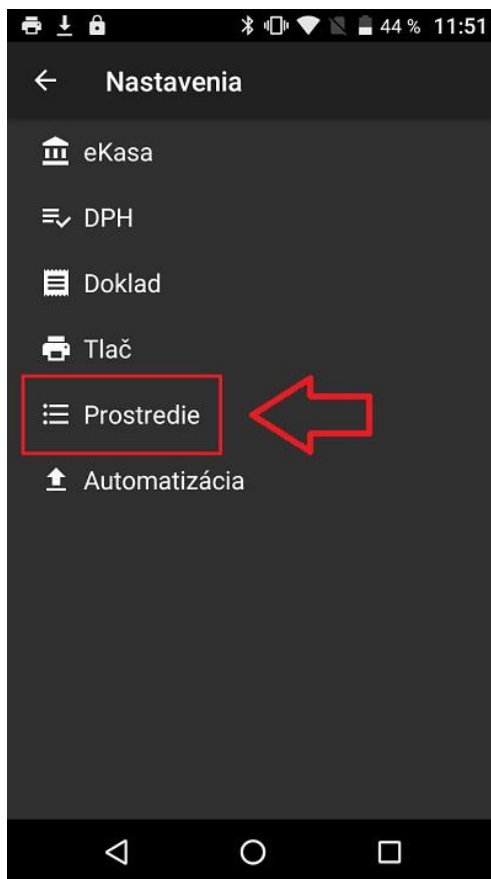 44 % 11:51
Nastavenia
eKasa
DPH
Doklad
Tlač
Prostredie
Automatizácia